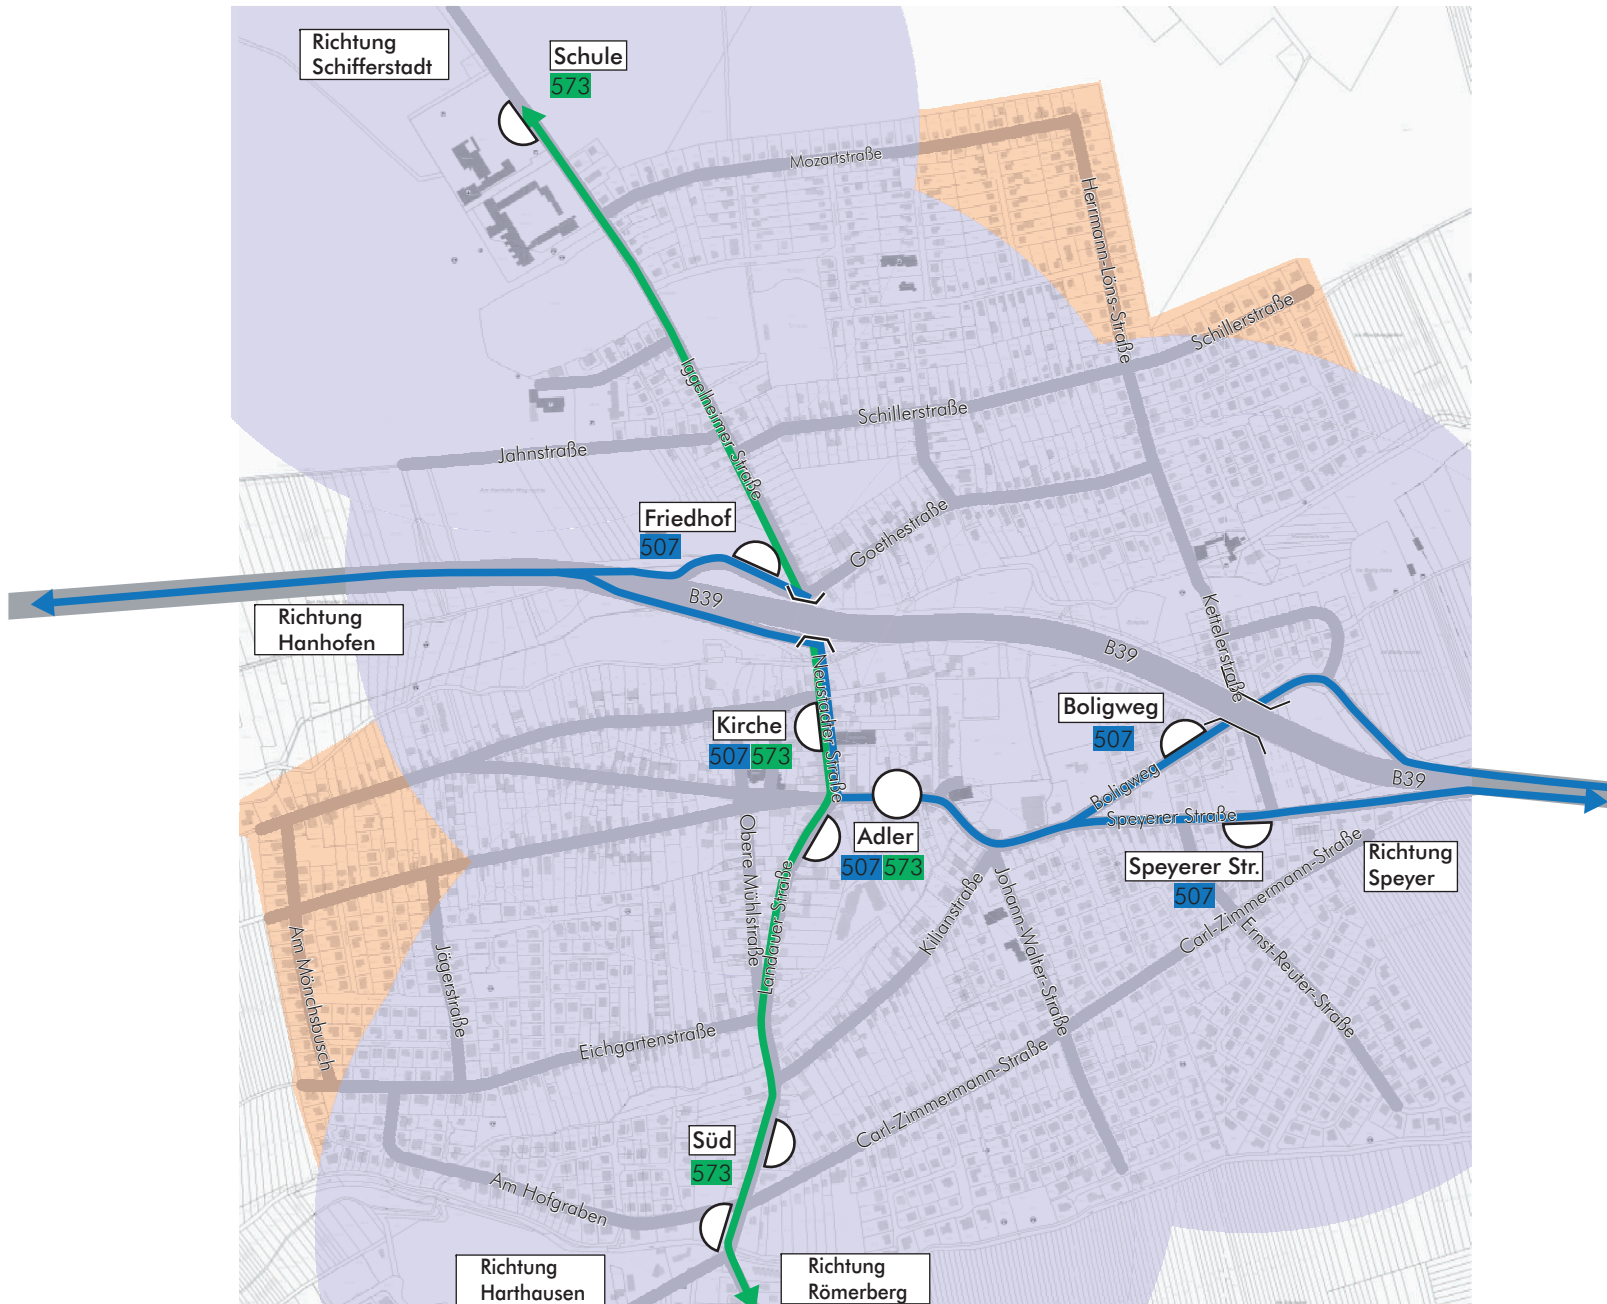 Richtung
Schifferstadt
Schule
573
Mozartstraße
Herrmann-Löns-Straße
Schillerstraße
Iggelheimer Straße
Schillerstraße
Jahnstraße
Friedhof
507
Goethestraße
B39
Richtung
Hanhofen
Kettelerstraße
B39
Neustadter Straße
Kirche
507 573
Boligweg
507
Boligweg
B39
Speyerer Straße
Adler
507 573
Obere Mühlstraße
Landauer Straße
Speyerer Str.
507
Richtung
Speyer
Carl-Zimmermann-Straße
Kilianstraße
Johann-Walter-Straße
Ernst-Reuter-Straße
Am Mönchsbusch
Jägerstraße
Eichgartenstraße
Carl-Zimmermann-Straße
Süd
573
Am Hofgraben
Richtung
Harthausen
Richtung
Römerberg